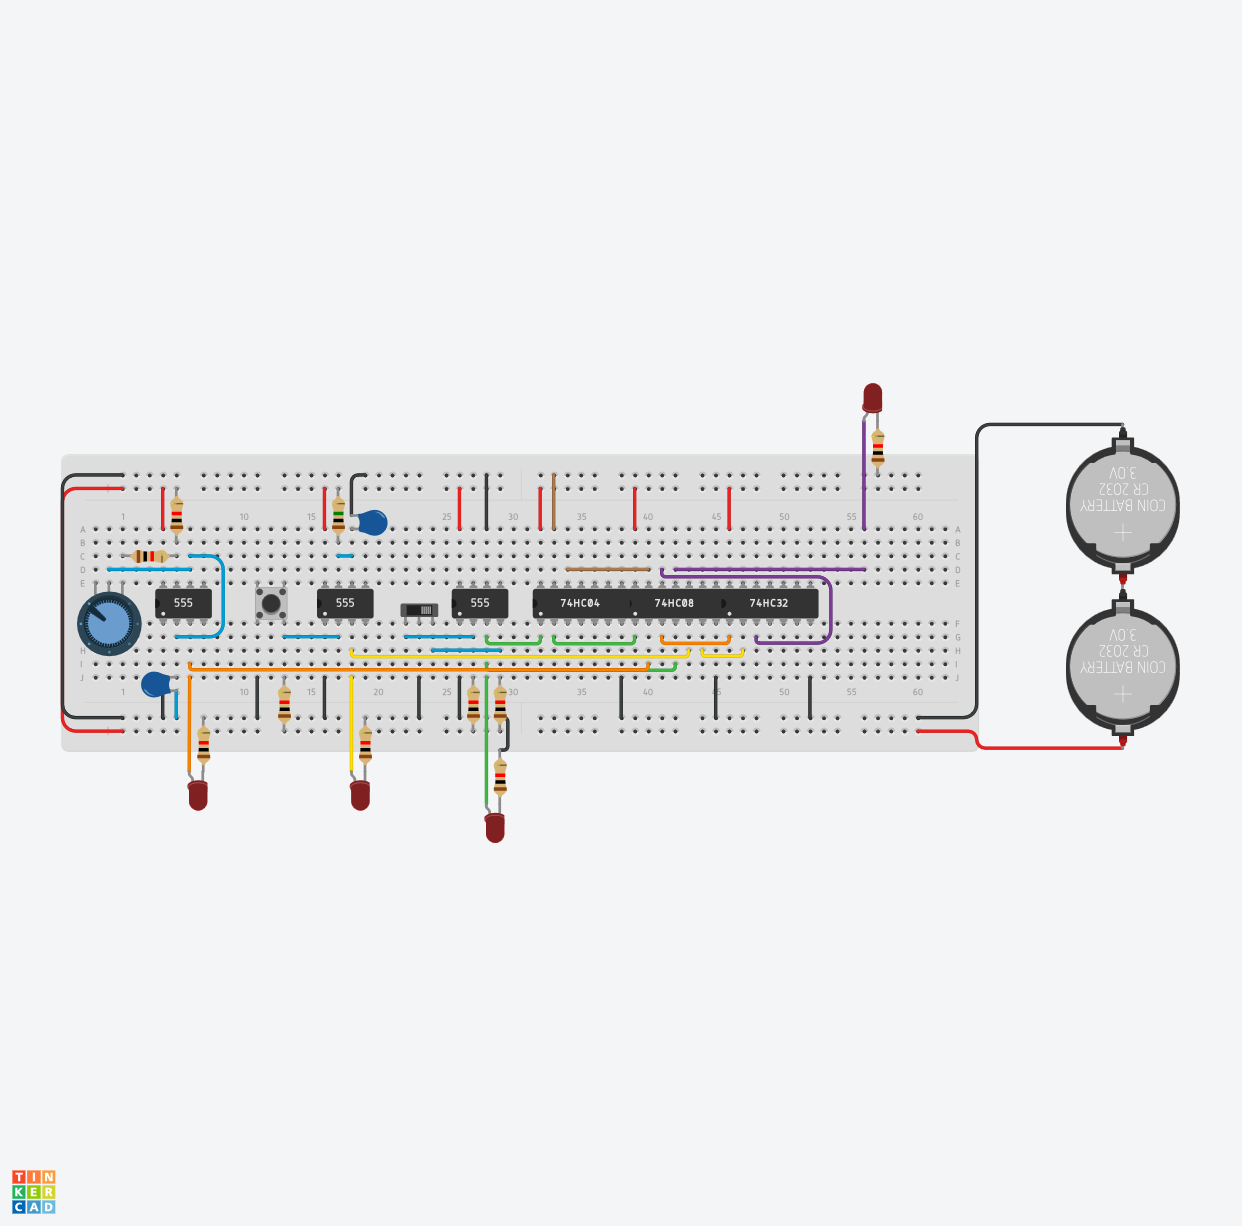 1 10 15 25 30 35 40 45 50 55 60
A A
B B
C C
D D
E E
555 555 555 74HC04 74HC08 74HC32
F F
G G
H H
I I
J J
1 10 15 20 25 30 35 40 45 50 55 60
COIN BATTERY
CR 2032
3.0V
COIN BATTERY
CR 2032
3.0V
TIN
KER
CAD